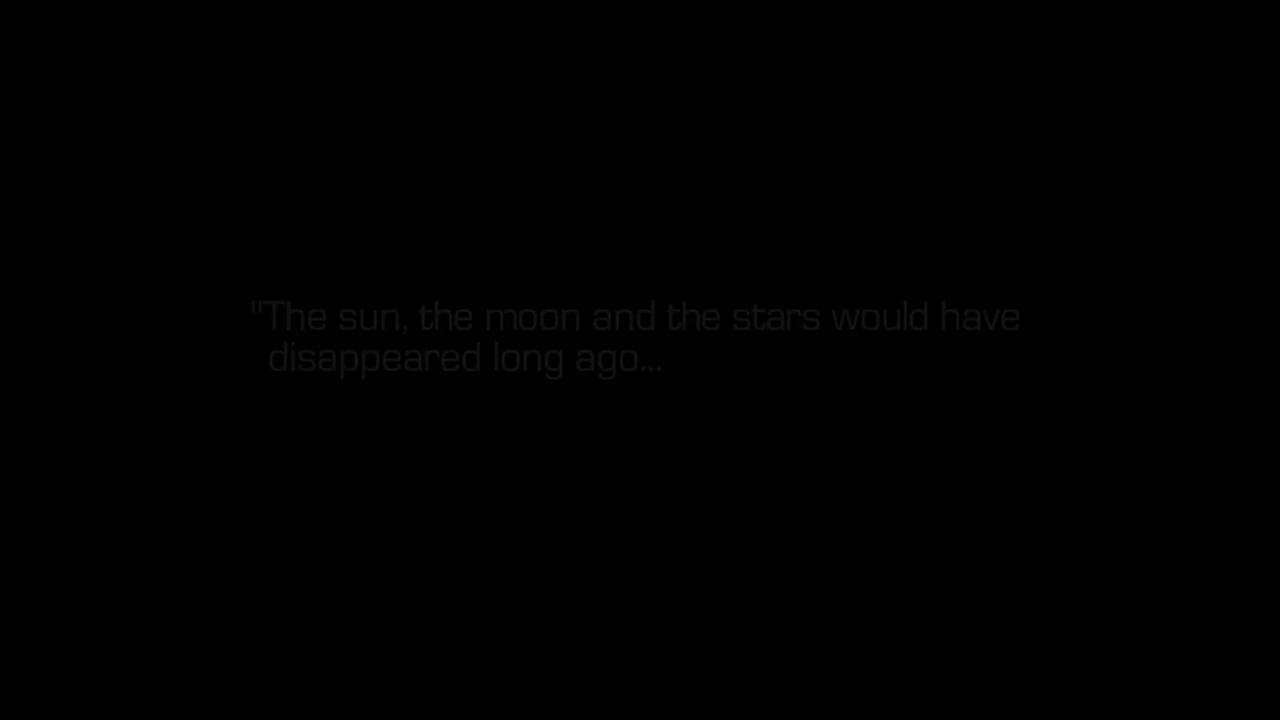 "The sun, the moon and the stars would have
disappeared long ago...